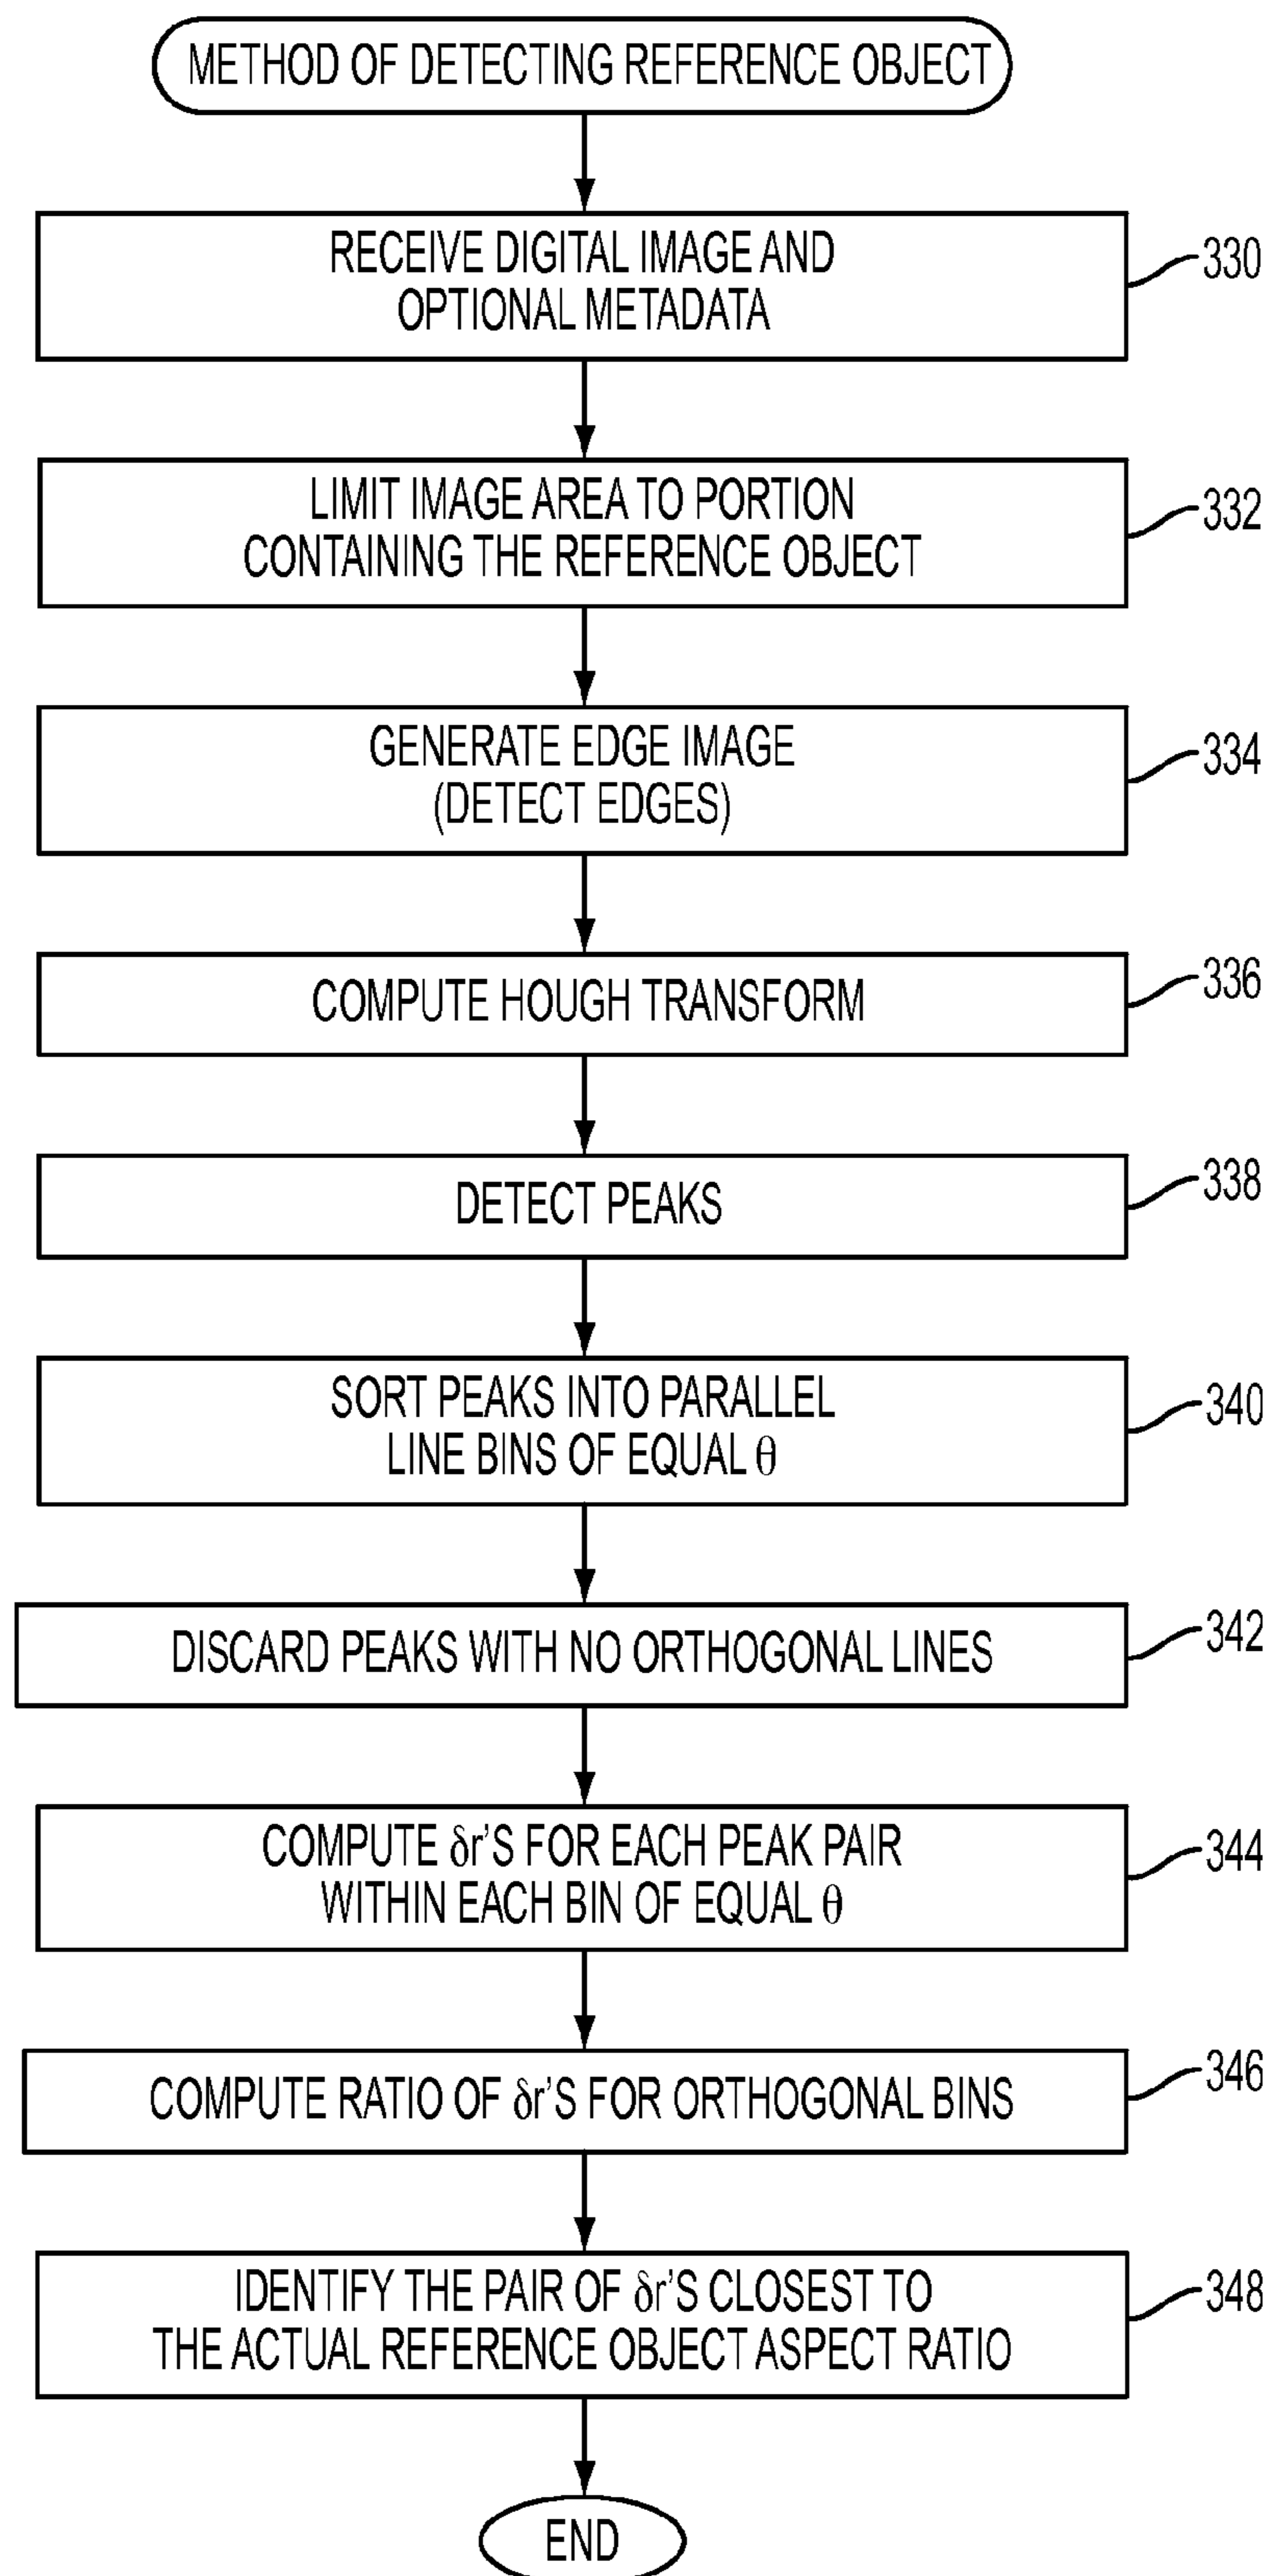 METHOD OF DETECTING REFERENCE OBJECT
RECEIVE DIGITAL IMAGE AND
OPTIONAL METADATA
330
LIMIT IMAGE AREA TO PORTION
CONTAINING THE REFERENCE OBJECT
332
GENERATE EDGE IMAGE
(DETECT EDGES)
334
COMPUTE HOUGH TRANSFORM
336
DETECT PEAKS
338
SORT PEAKS INTO PARALLEL
LINE BINS OF EQUAL θ
340
DISCARD PEAKS WITH NO ORTHOGONAL LINES
342
COMPUTE δr'S FOR EACH PEAK PAIR
WITHIN EACH BIN OF EQUAL θ
344
COMPUTE RATIO OF δr'S FOR ORTHOGONAL BINS
346
IDENTIFY THE PAIR OF δr'S CLOSEST TO
THE ACTUAL REFERENCE OBJECT ASPECT RATIO
348
END